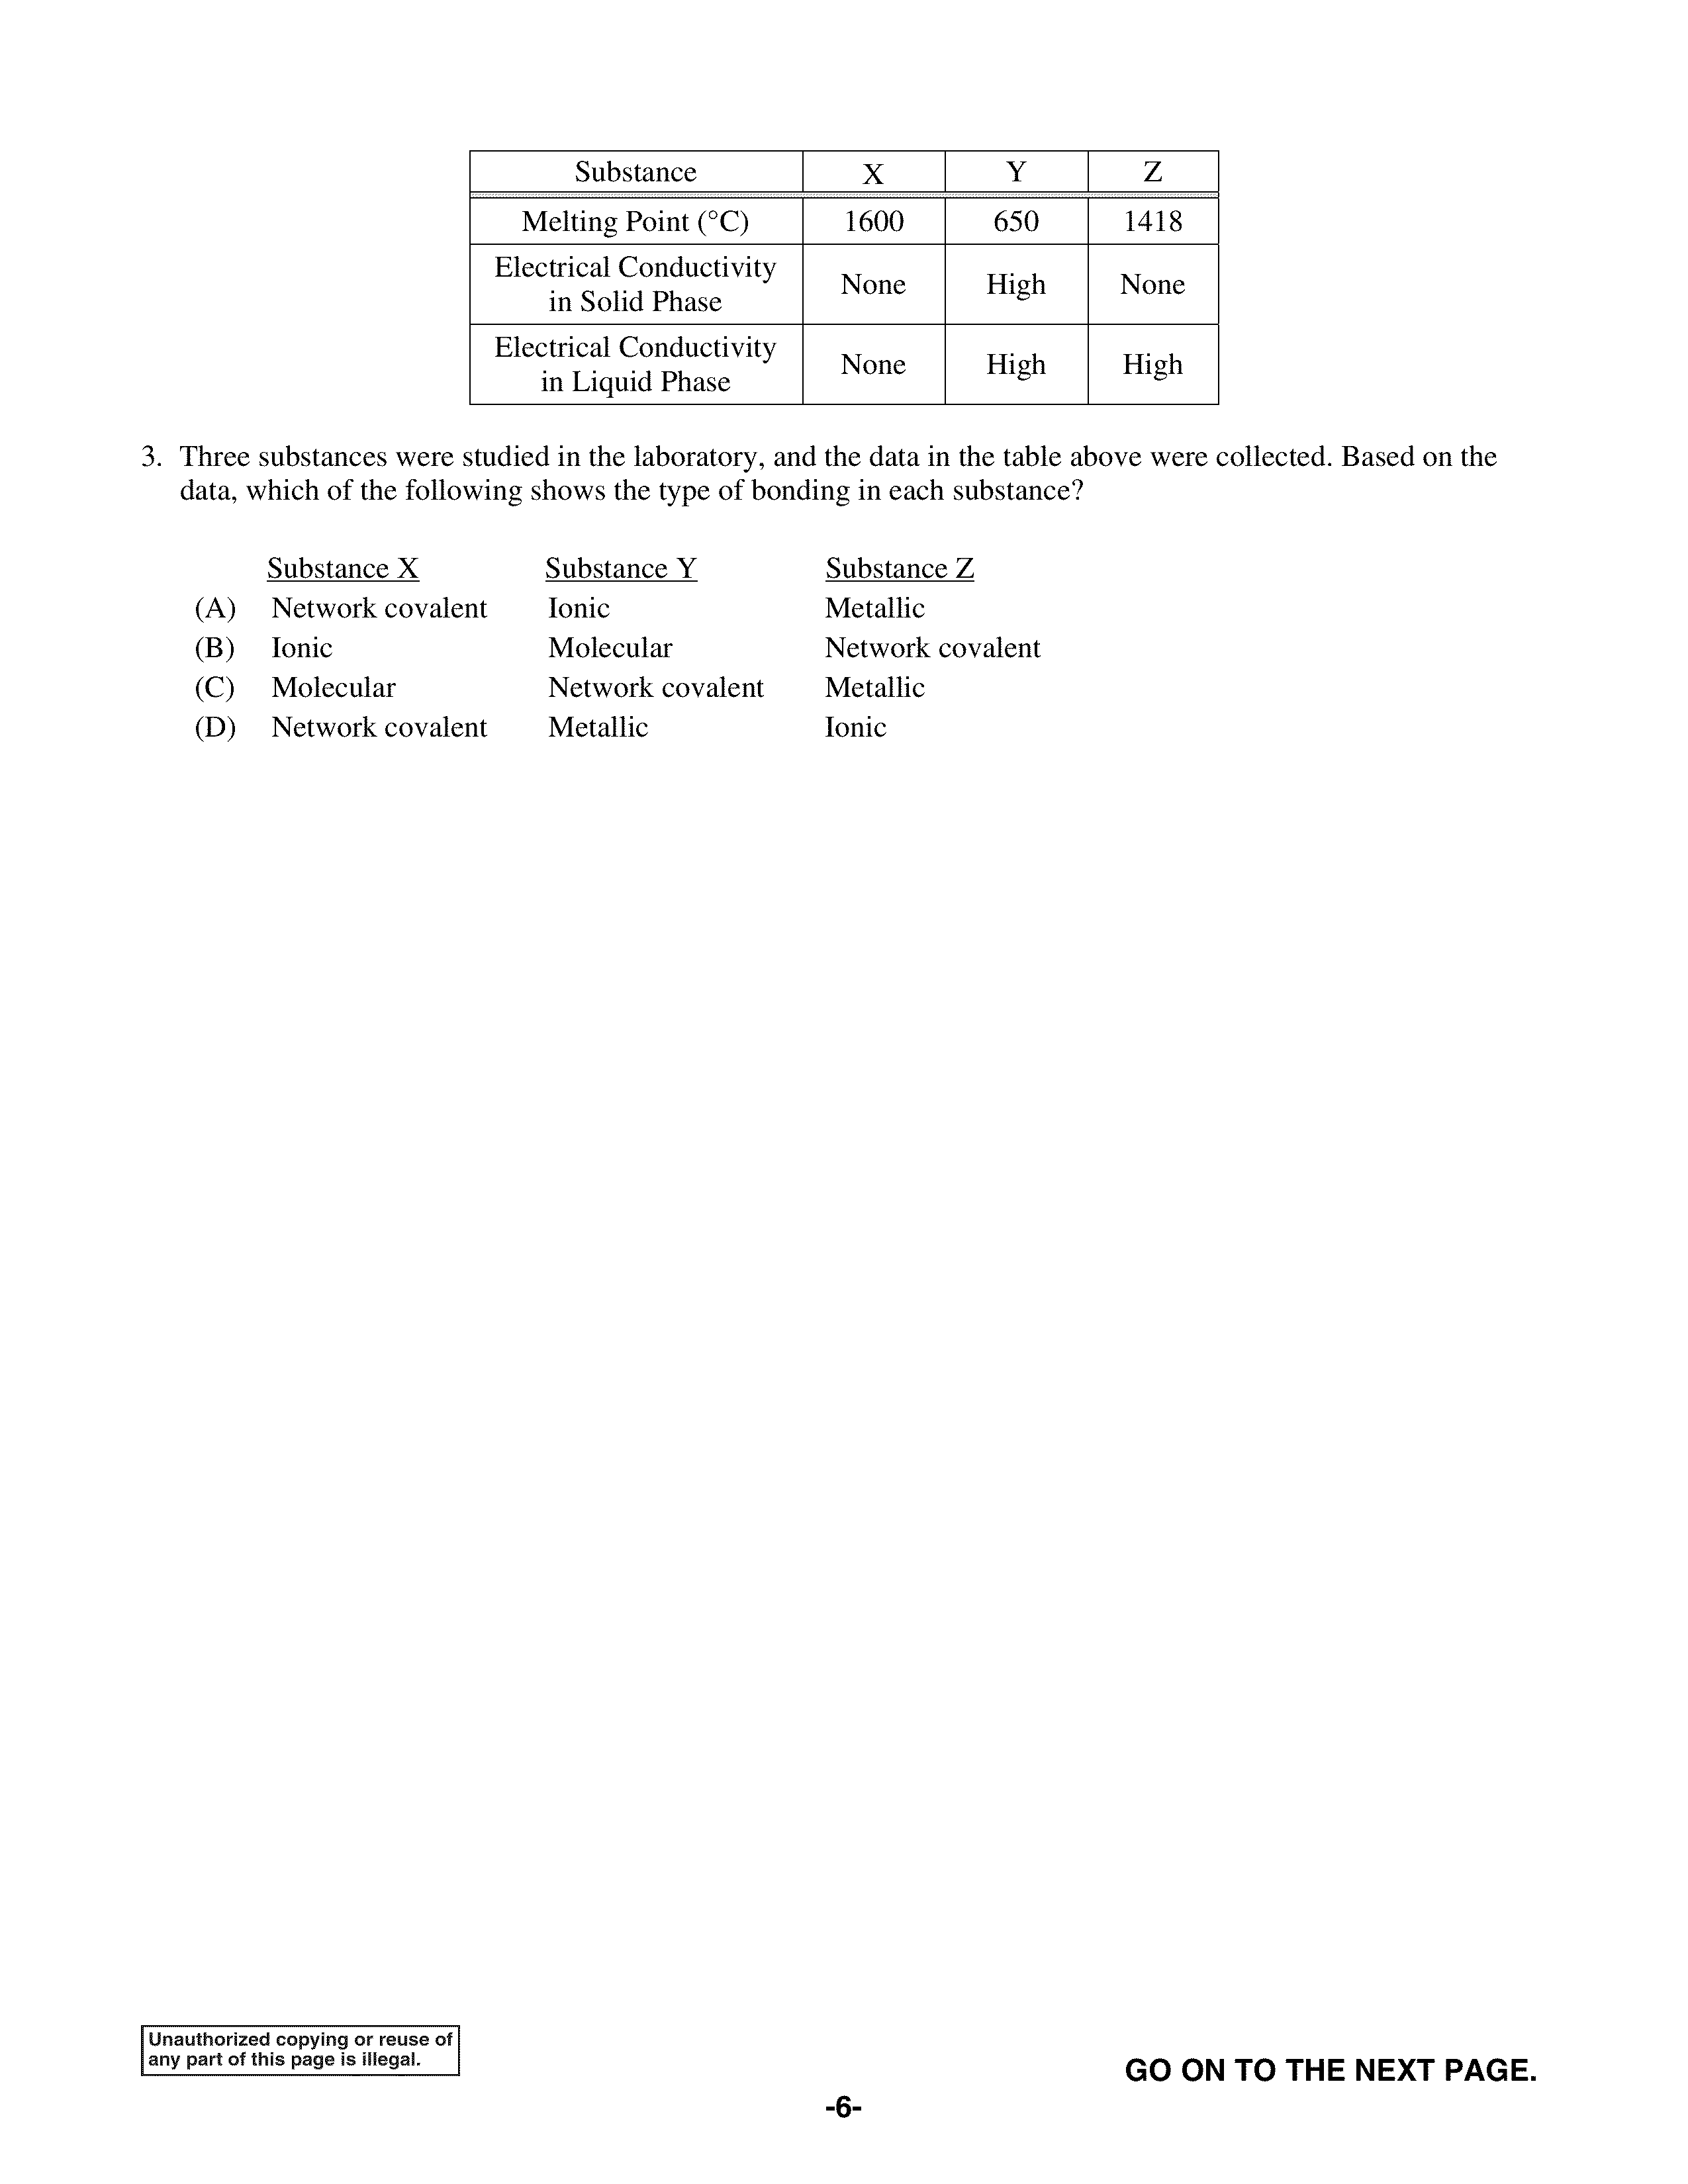 Substance X Y Z
Melting Point (°C) 1600 650 1418
Electrical Conductivity
in Solid Phase None High None
Electrical Conductivity
in Liquid Phase None High High
3. Three substances were studied in the laboratory, and the data in the table above were collected. Based on the
data, which of the following shows the type of bonding in each substance?
Substance X Substance Y Substance Z
(A) Network covalent Ionic Metallic
(B) Ionic Molecular Network covalent
(C) Molecular Network covalent Metallic
(D) Network covalent Metallic Ionic
Unauthorized copying or reuse of
any part of this page is illegal.
GO ON TO THE NEXT PAGE.
-6-